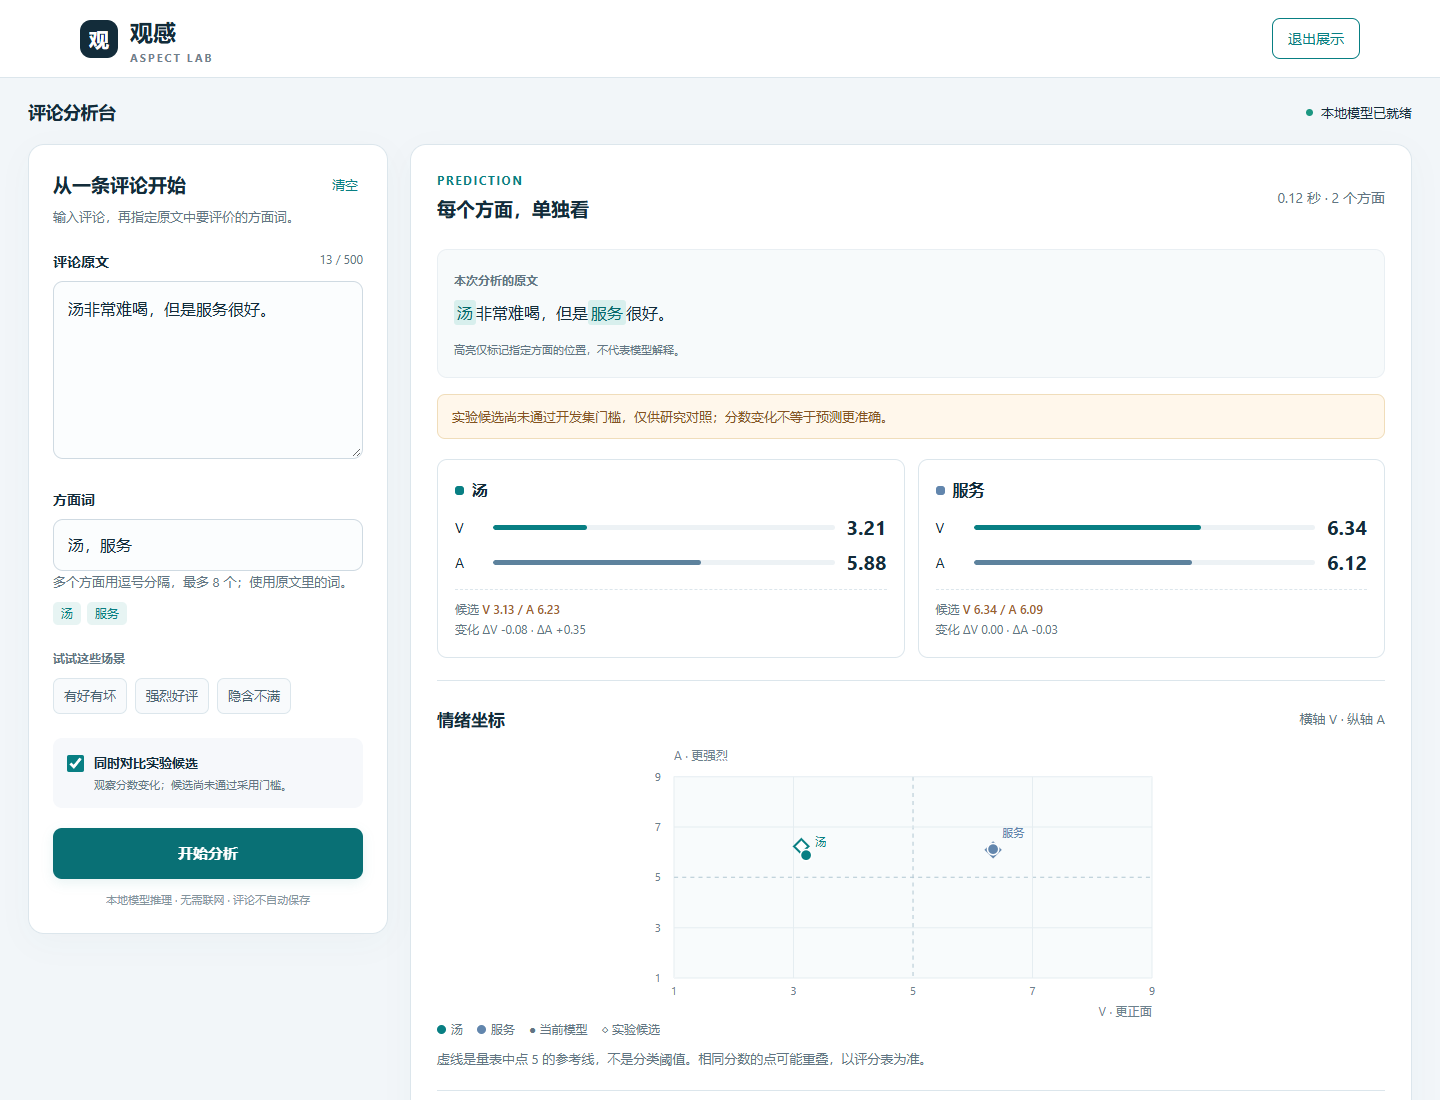 观
观感
ASPECT LAB
退出展示
评论分析台
本地模型已就绪
从一条评论开始
清空
输入评论，再指定原文中要评价的方面词。
评论原文
13 / 500
汤非常难喝，但是服务很好。
方面词
汤，服务
多个方面用逗号分隔，最多 8 个；使用原文里的词。
汤 服务
试试这些场景
有好有坏 强烈好评 隐含不满
同时对比实验候选
观察分数变化；候选尚未通过采用门槛。
开始分析
本地模型推理 · 无需联网 · 评论不自动保存
PREDICTION
每个方面，单独看
0.12 秒 · 2 个方面
本次分析的原文
汤非常难喝，但是服务很好。
高亮仅标记指定方面的位置，不代表模型解释。
实验候选尚未通过开发集门槛，仅供研究对照；分数变化不等于预测更准确。
汤
V 3.21
A 5.88
候选 V 3.13 / A 6.23
变化 ΔV -0.08 · ΔA +0.35
服务
V 6.34
A 6.12
候选 V 6.34 / A 6.09
变化 ΔV 0.00 · ΔA -0.03
情绪坐标
横轴 V · 纵轴 A
A · 更强烈
9
7
5
3
1
汤
服务
1 3 5 7 9
V · 更正面
汤 服务 当前模型 实验候选
虚线是量表中点 5 的参考线，不是分类阈值。相同分数的点可能重叠，以评分表为准。